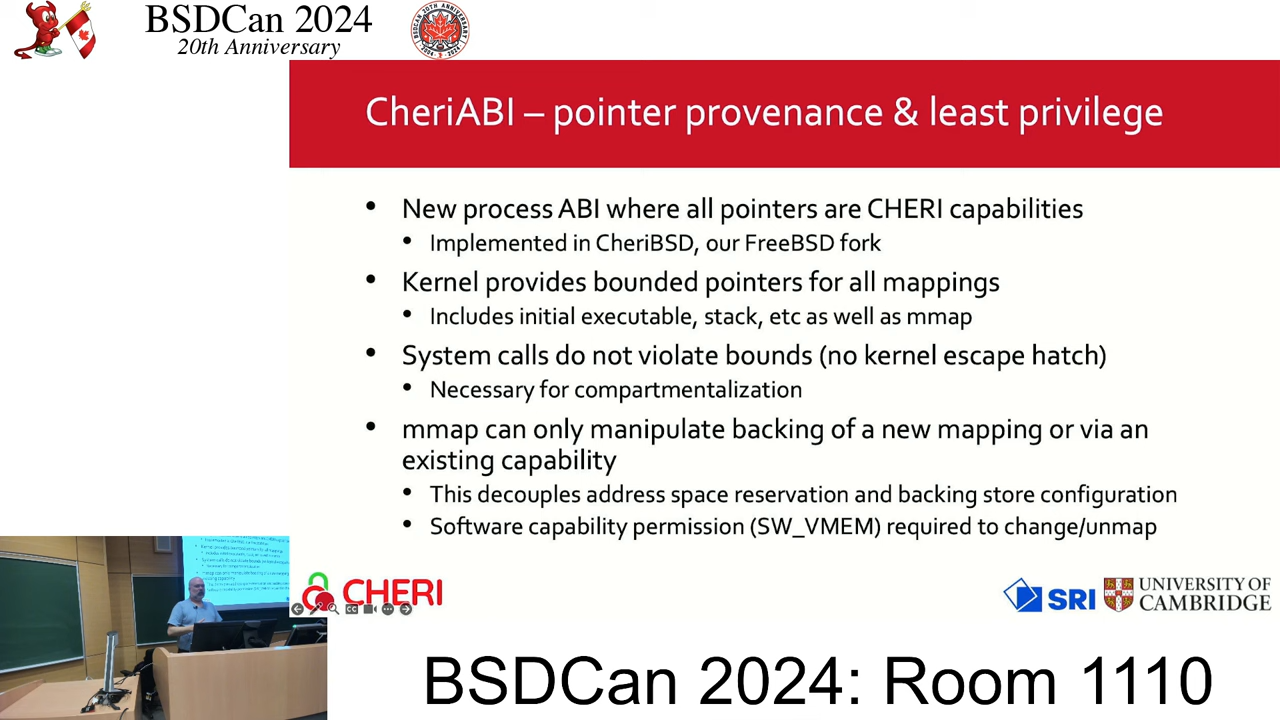 BSDCan 2024
20th Anniversary
CheriABI – pointer provenance & least privilege
• New process ABI where all pointers are CHERI capabilities
• Implemented in CheriBSD, our FreeBSD fork
• Kernel provides bounded pointers for all mappings
• Includes initial executable, stack, etc as well as mmap
• System calls do not violate bounds (no kernel escape hatch)
• Necessary for compartmentalization
• mmap can only manipulate backing of a new mapping or via an
existing capability
• This decouples address space reservation and backing store configuration
• Software capability permission (SW_VMEM) required to change/unmap
CHERI
SRI
UNIVERSITY OF
CAMBRIDGE
BSDCan 2024: Room 1110